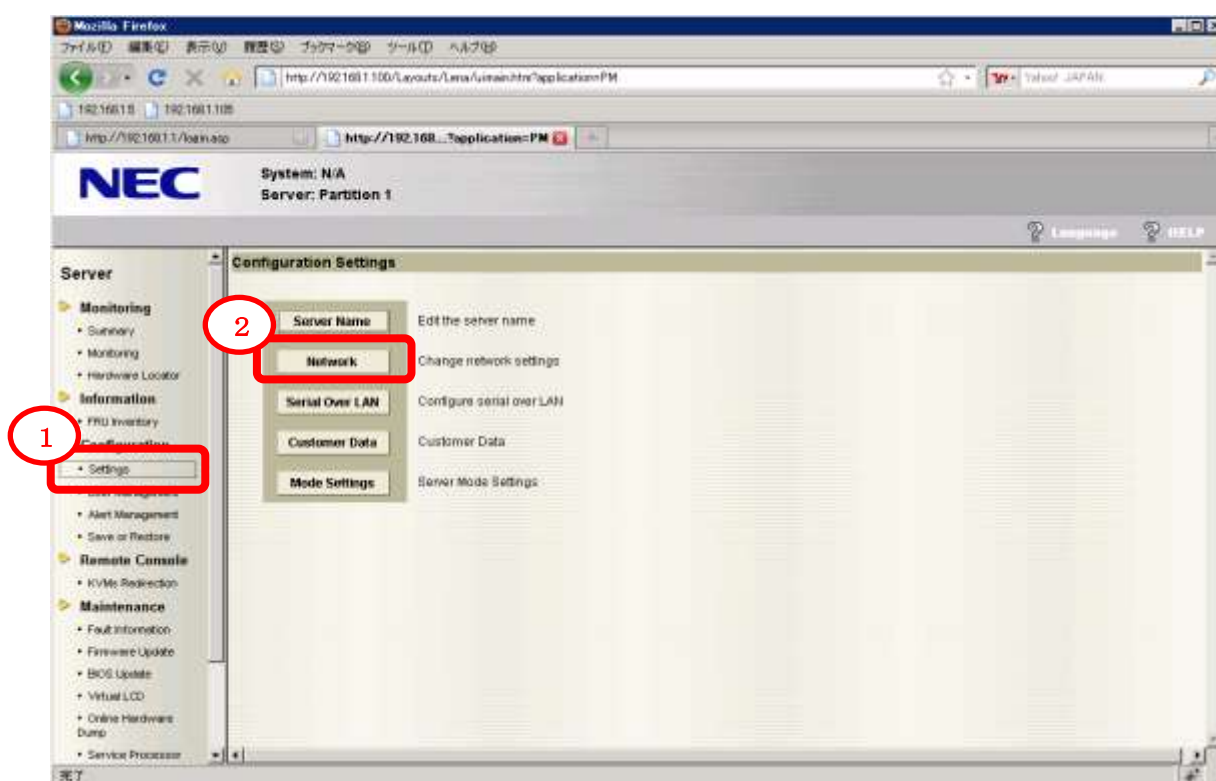 Mozilla Firefox
ファイル(F) 編集(E) 表示(V) 履歴(S) ブックマーク(B) ツール(T) ヘルプ(H)
http://192.168.1.100/Layouts/Lena/uimain.htm?application=PM
Yahoo! JAPAN
192.168.1.5 192.168.1.105
http://192.168.1.1/login.asp
http://192.168...?application=PM
NEC
System: N/A
Server: Partition 1
Language HELP
Server
Configuration Settings
Monitoring
• Summary
• Monitoring
• Hardware Locator
Information
• FRU Inventory
Configuration
1
• Settings
• User Management
• Alert Management
• Save or Restore
Remote Console
• KVMs Redirection
Maintenance
• Fault Information
• Firmware Update
• BIOS Update
• Virtual LCD
• Online Hardware
Dump
• Service Processor
2
Server Name Edit the server name
Network Change network settings
Serial Over LAN Configure serial over LAN
Customer Data Customer Data
Mode Settings Server Mode Settings
完了